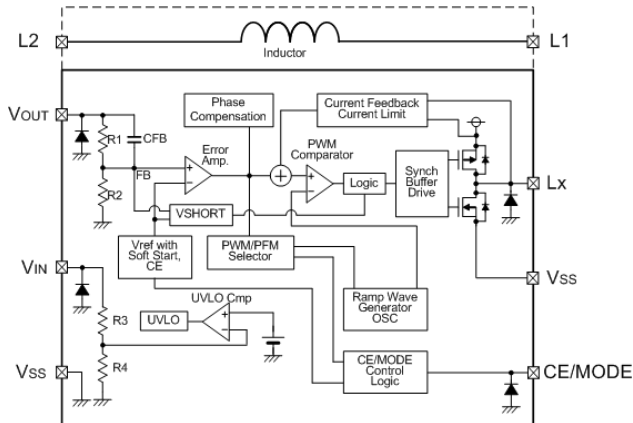 L2
Inductor
L1
VOUT
R1
CFB
FB
R2
Phase
Compensation
Error
Amp.
Current Feedback
Current Limit
PWM
Comparator
Logic
Synch
Buffer
Drive
Lx
VSHORT
Vref with
Soft Start,
CE
PWM/PFM
Selector
VIN
VSS
UVLO Cmp
UVLO
R3
R4
Ramp Wave
Generator
OSC
CE/MODE
Control
Logic
VSS
CE/MODE